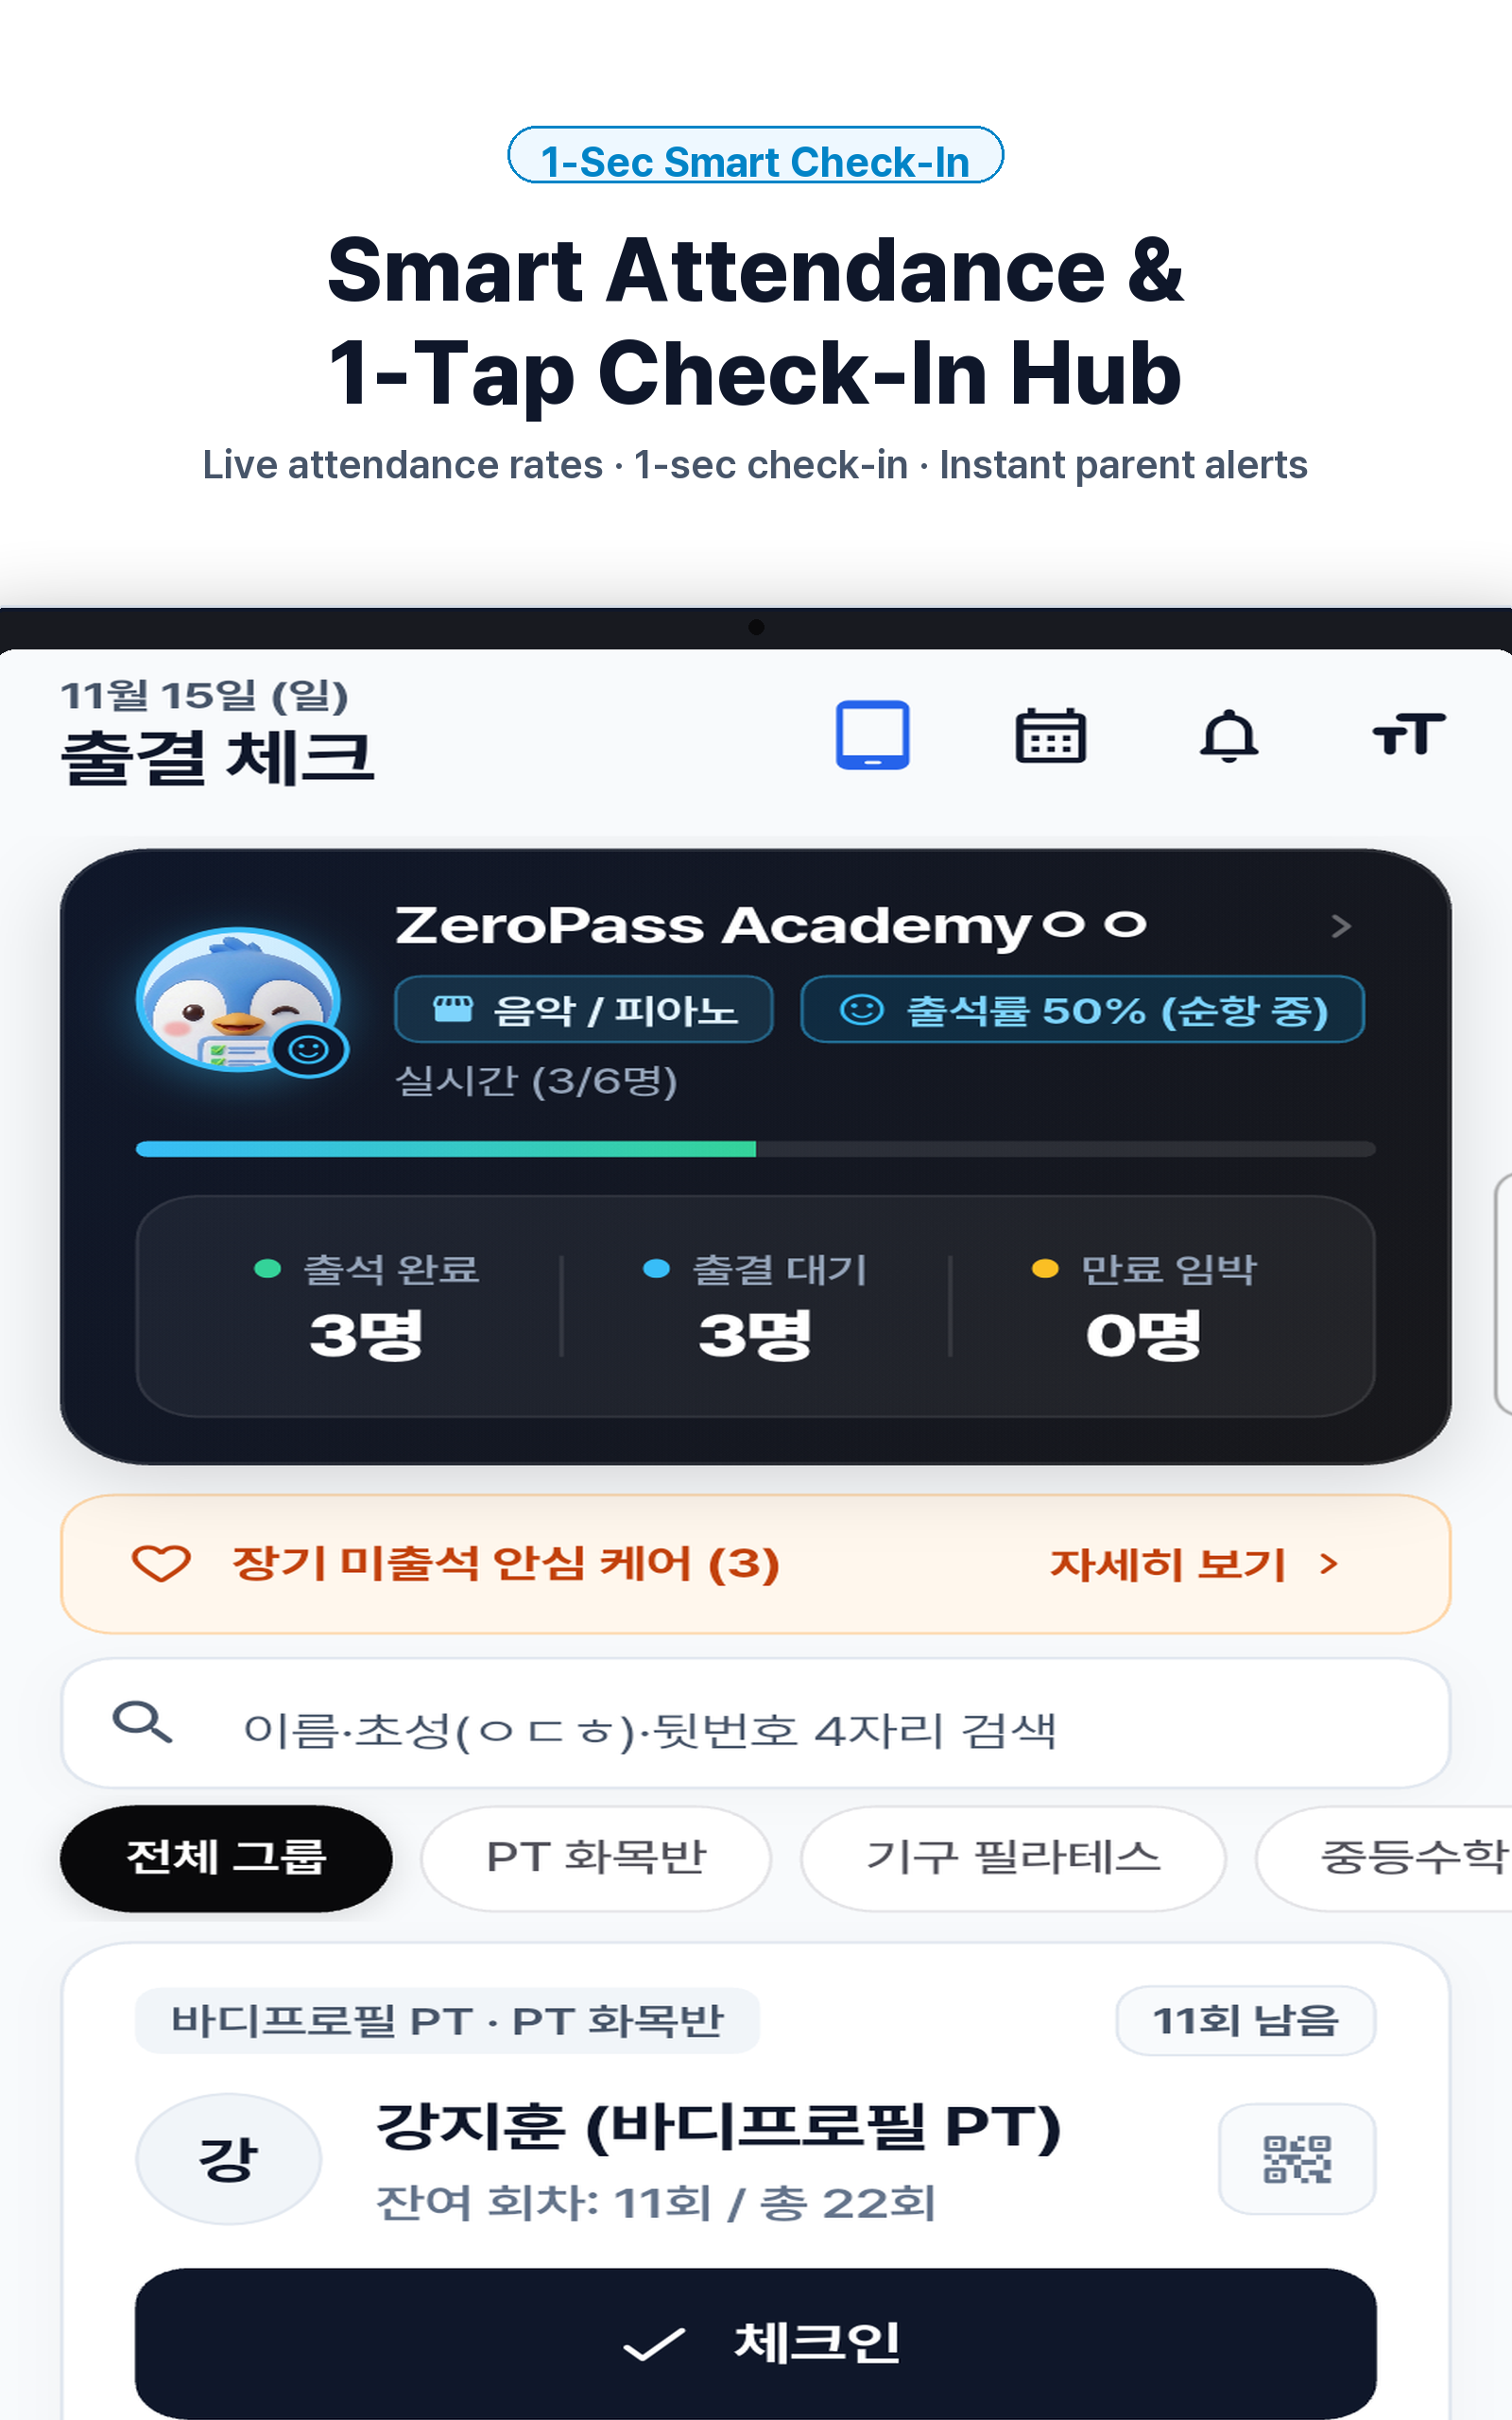 1-Sec Smart Check-In
Smart Attendance &
1-Tap Check-In Hub
Live attendance rates · 1-sec check-in · Instant parent alerts
11월 15일 (일)
출결 체크
ZeroPass Academyㅇㅇ
음악 / 피아노
출석률 50% (순항 중)
실시간 (3/6명)
출석 완료
3명
출결 대기
3명
만료 임박
0명
장기 미출석 안심 케어 (3)
자세히 보기
이름·초성(ㅇㄷㅎ)·뒷번호 4자리 검색
전체 그룹
PT 화목반
기구 필라테스
중등수학
바디프로필 PT · PT 화목반
11회 남음
강
강지훈 (바디프로필 PT)
잔여 회차: 11회 / 총 22회
체크인